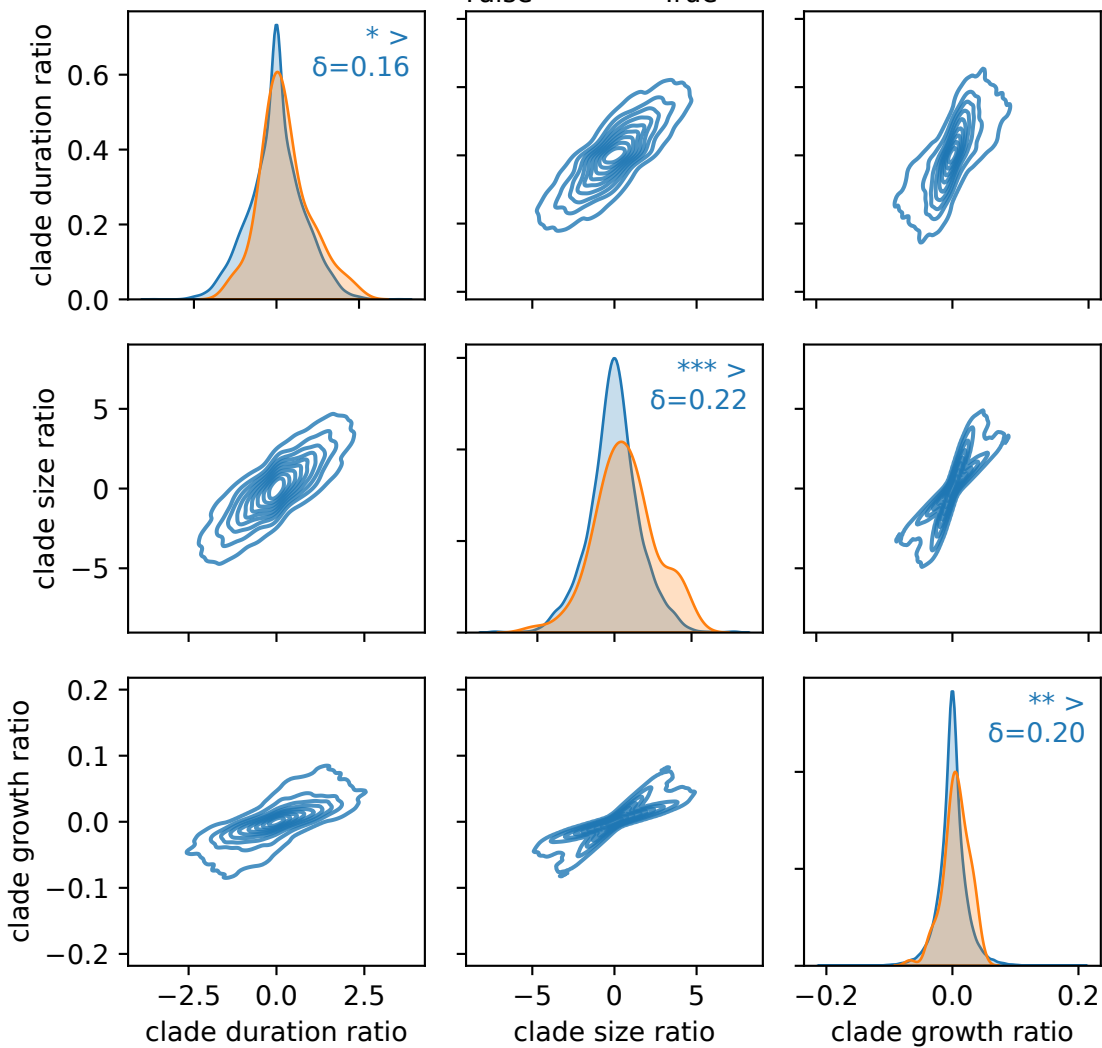 False True
clade duration ratio
0.6
0.4
0.2
0.0
* >
δ=0.16
clade size ratio
5
0
−5
*** >
δ=0.22
clade growth ratio
0.2
0.1
0.0
−0.1
−0.2
** >
δ=0.20
−2.5 0.0 2.5
−5 0 5
−0.2 0.0 0.2
clade duration ratio
clade size ratio
clade growth ratio